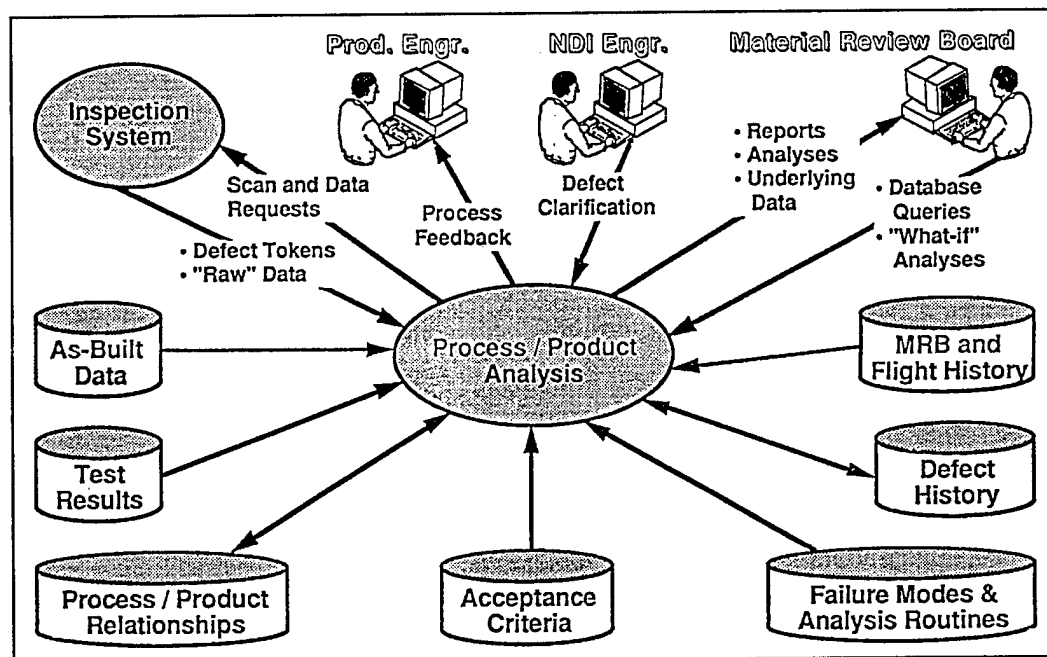 Prod. Engr.
NDI Engr.
Material Review Board
Inspection
System
Scan and Data
Requests
• Defect Tokens
• "Raw" Data
Process
Feedback
Defect
Clarification
• Reports
• Analyses
• Underlying
Data
• Database
Queries
• "What-if"
Analyses
As-Built
Data
Process / Product
Analysis
MRB and
Flight History
Test
Results
Defect
History
Process / Product
Relationships
Acceptance
Criteria
Failure Modes &
Analysis Routines